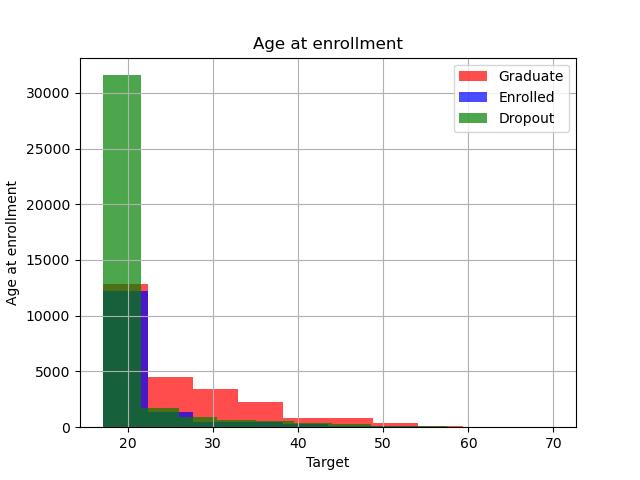 Age at enrollment
Graduate
Enrolled
Dropout
30000
25000
20000
15000
10000
5000
0
Age at enrollment
20 30 40 50 60 70
Target